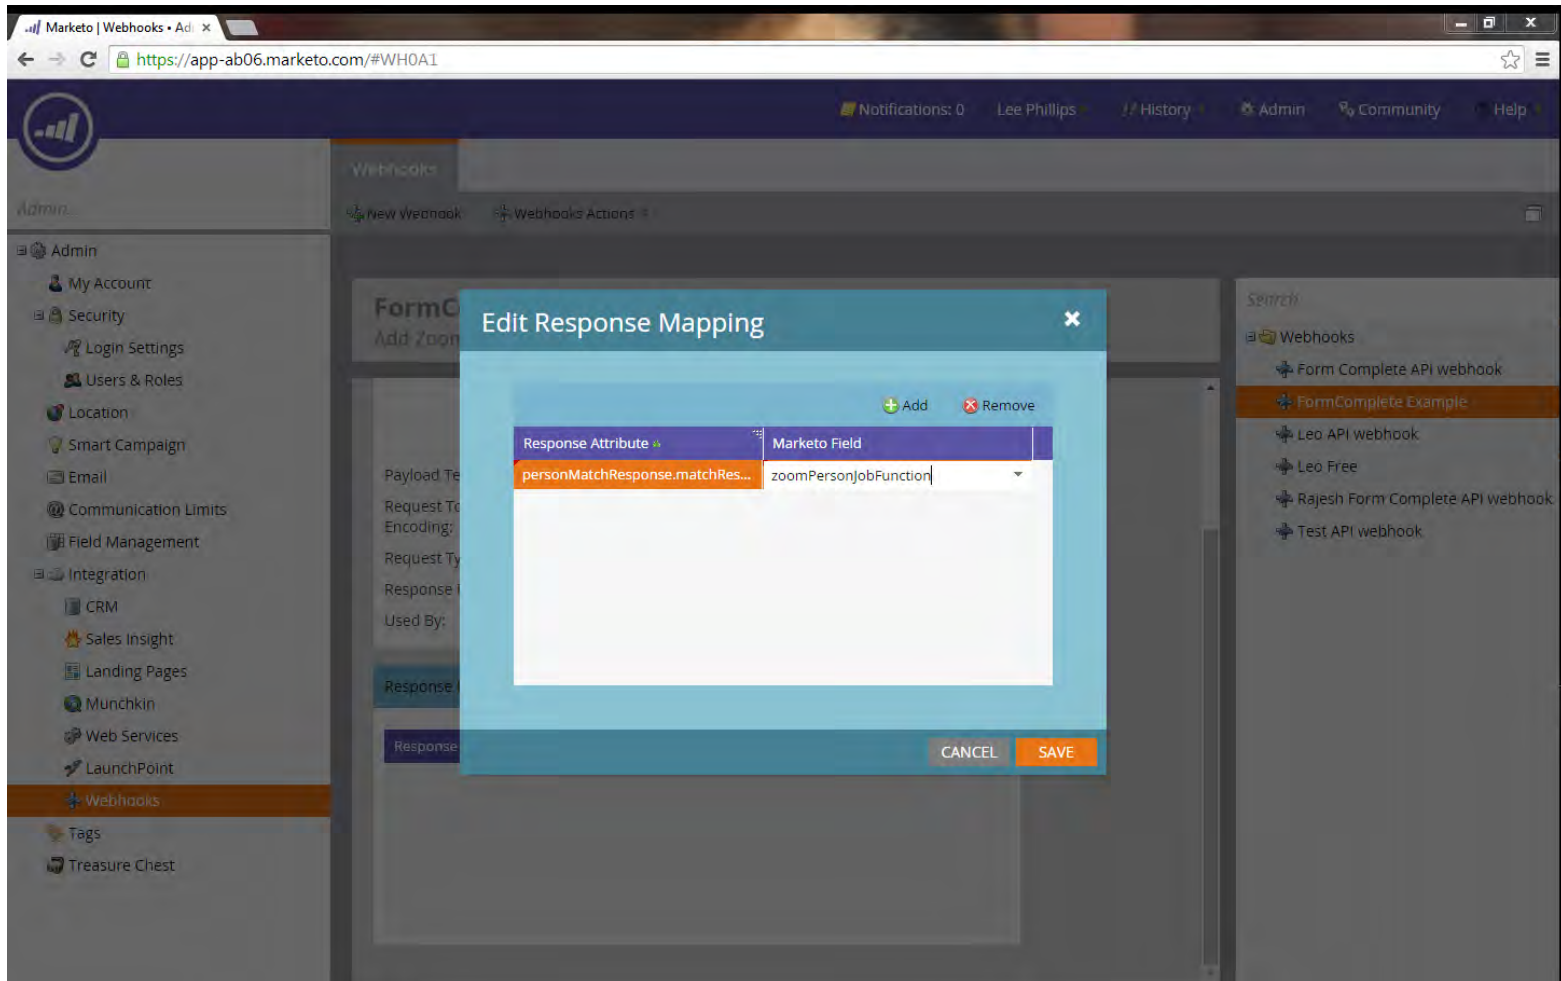 Marketo | Webhooks • Ad
https://app-ab06.marketo.com/#WH0A1
Notifications: 0 Lee Phillips History Admin Community Help
Webhooks
Admin...
New Webhook Webhooks Actions
Admin
My Account
Security
Login Settings
Users & Roles
Location
Smart Campaign
Email
Communication Limits
Field Management
Integration
CRM
Sales Insight
Landing Pages
Munchkin
Web Services
LaunchPoint
Webhooks
Tags
Treasure Chest
FormC
Add Zoom
Payload Te
Request To
Encoding:
Request Ty
Response
Used By:
Response
Response
Edit Response Mapping
Add Remove
Response Attribute Marketo Field
personMatchResponse.matchRes... zoomPersonJobFunction
CANCEL SAVE
Search
Webhooks
Form Complete API webhook
FormComplete Example
Leo API webhook
Leo Free
Rajesh Form Complete API webhook
Test API webhook